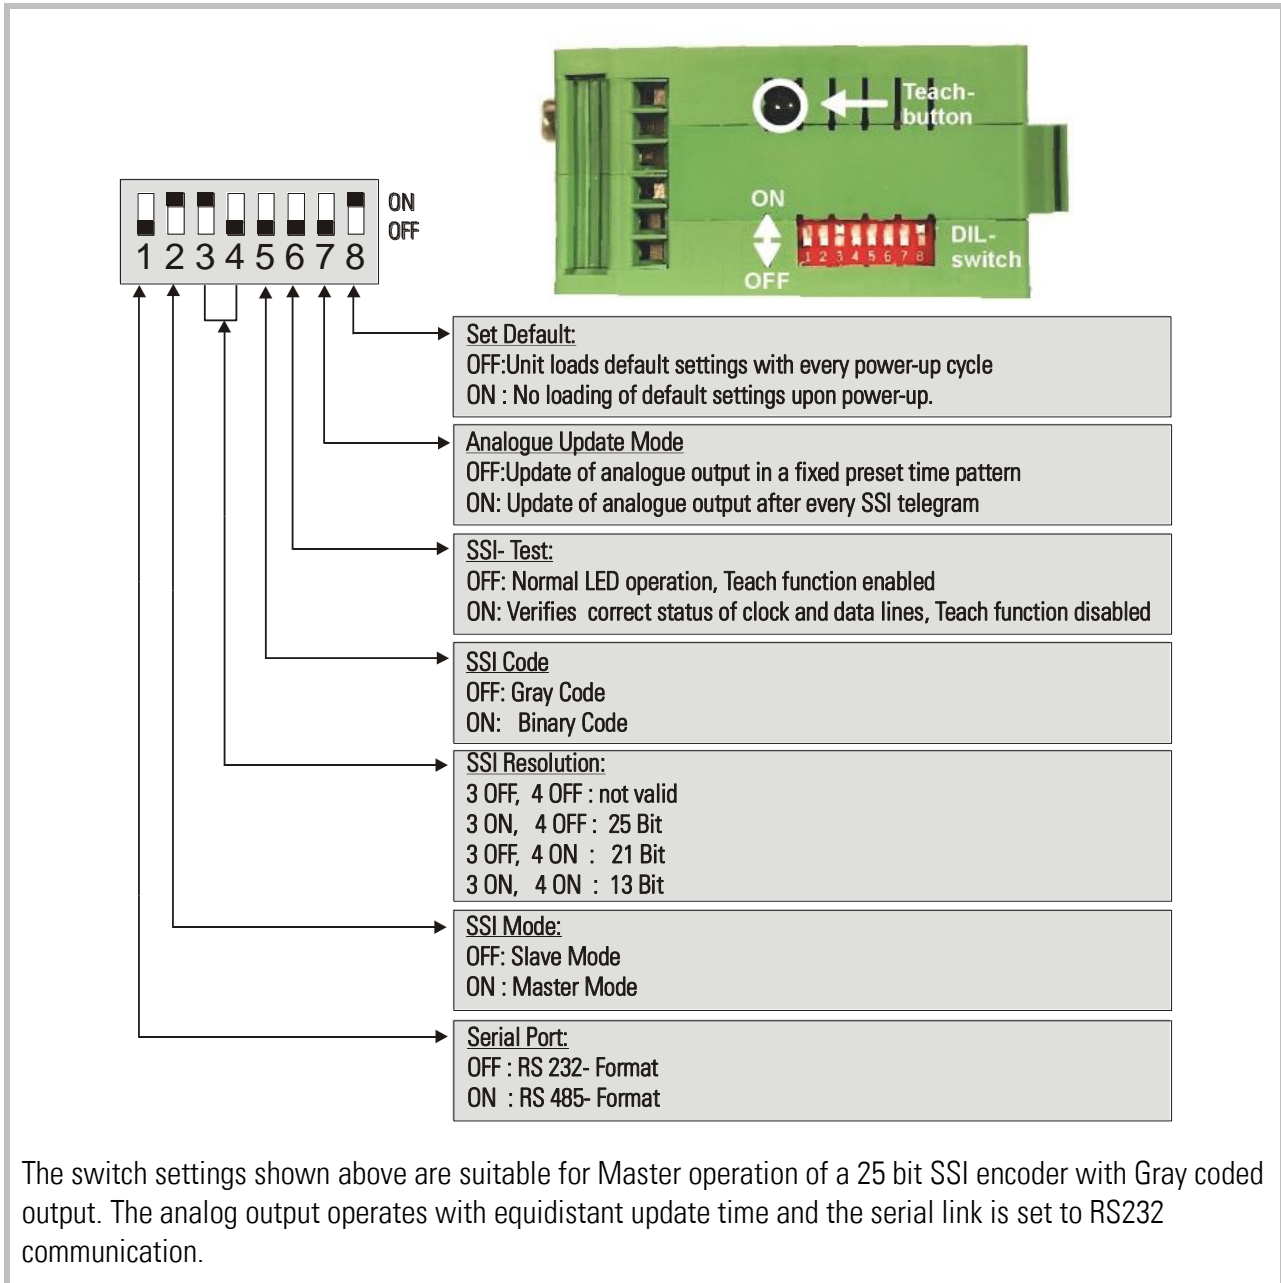 Teach-
button
ON
OFF
DIL-
switch
1 2 3 4 5 6 7 8
ON
OFF
1 2 3 4 5 6 7 8
Set Default:
OFF:Unit loads default settings with every power-up cycle
ON : No loading of default settings upon power-up.
Analogue Update Mode
OFF:Update of analogue output in a fixed preset time pattern
ON: Update of analogue output after every SSI telegram
SSI- Test:
OFF: Normal LED operation, Teach function enabled
ON: Verifies correct status of clock and data lines, Teach function disabled
SSI Code
OFF: Gray Code
ON: Binary Code
SSI Resolution:
3 OFF, 4 OFF : not valid
3 ON, 4 OFF : 25 Bit
3 OFF, 4 ON : 21 Bit
3 ON, 4 ON : 13 Bit
SSI Mode:
OFF: Slave Mode
ON : Master Mode
Serial Port:
OFF : RS 232- Format
ON : RS 485- Format
The switch settings shown above are suitable for Master operation of a 25 bit SSI encoder with Gray coded
output. The analog output operates with equidistant update time and the serial link is set to RS232
communication.